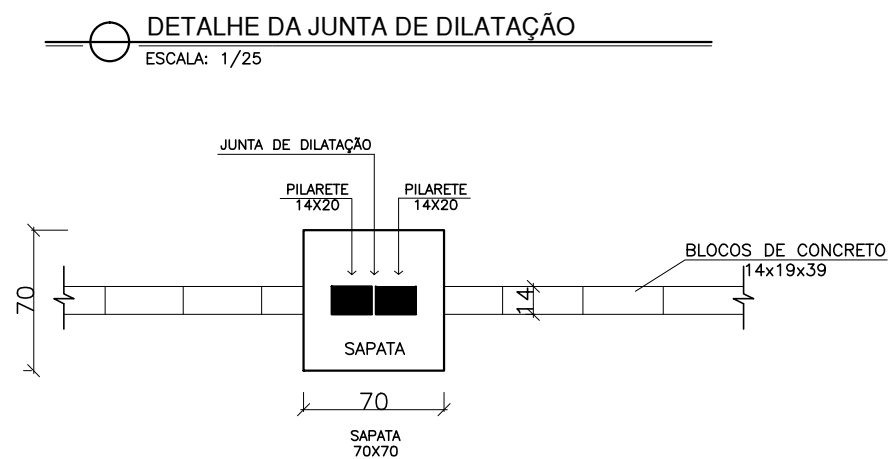 DETALHE DA JUNTA DE DILATAÇÃO
ESCALA: 1/25
JUNTA DE DILATAÇÃO
PILARETE
14X20
PILARETE
14X20
BLOCOS DE CONCRETO
14x19x39
70
14
SAPATA
70
SAPATA
70X70